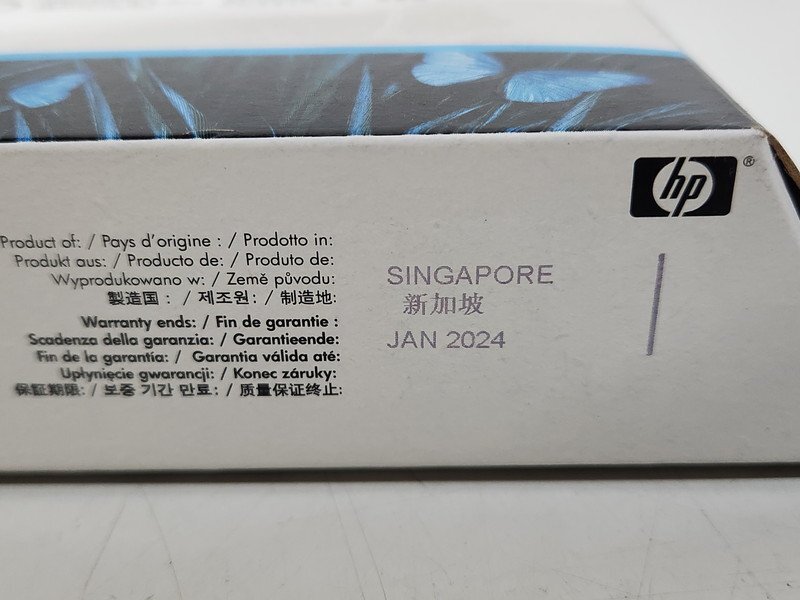 hp®
Product of: / Pays d'origine : / Prodotto in:
Produkt aus: / Producto de: / Produto de:
Wyprodukowano w: / Země původu:
製造国 : / 제조원: / 制造地:
SINGAPORE
新加坡
Warranty ends: / Fin de garantie :
Scadenza della garanzia: / Garantieende:
Fin de la garantía: / Garantia válida até:
Upłynięcie gwarancji: / Konec záruky:
保証期限: / 보증 기간 만료: / 质量保证终止:
JAN 2024